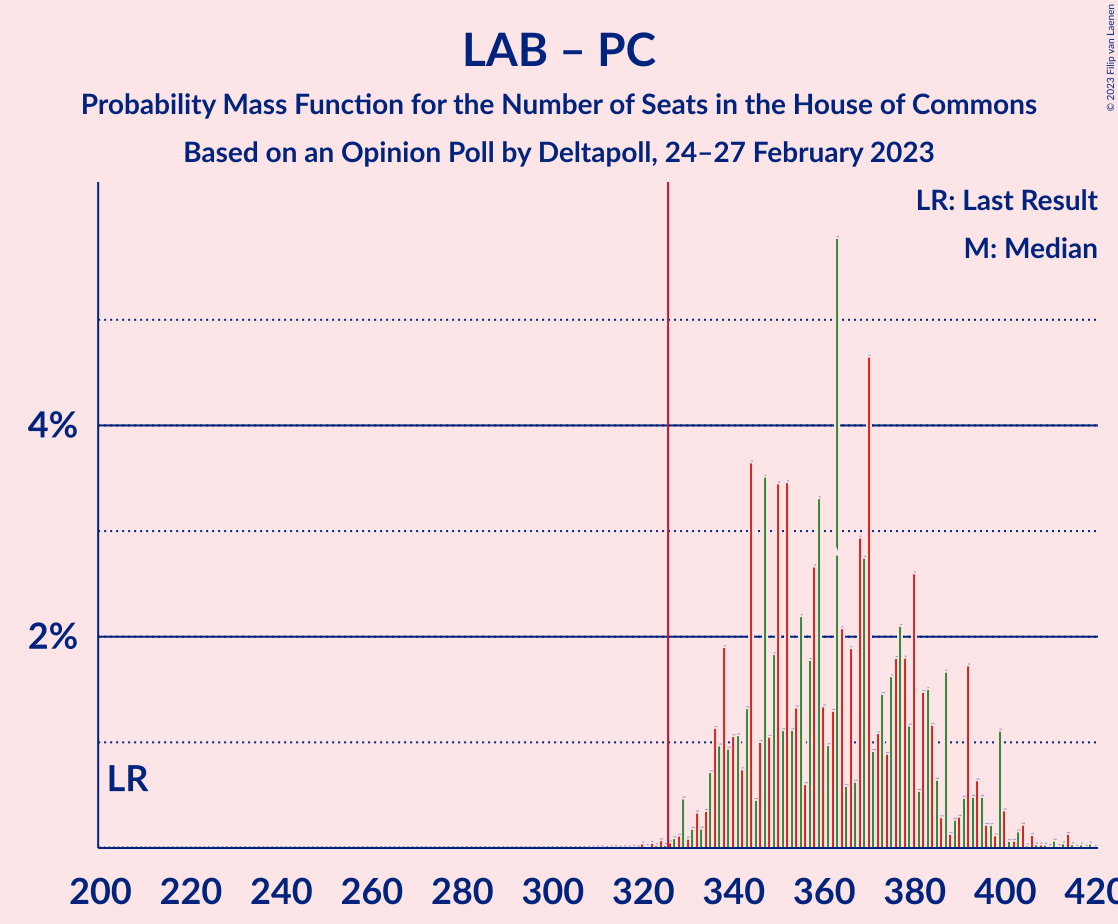 LAB – PC
Probability Mass Function for the Number of Seats in the House of Commons
Based on an Opinion Poll by Deltapoll, 24–27 February 2023
© 2023 Filip van Laenen
LR: Last Result
M: Median
4%
2%
LR
200 220 240 260 280 300 320 340 360 380 400 420